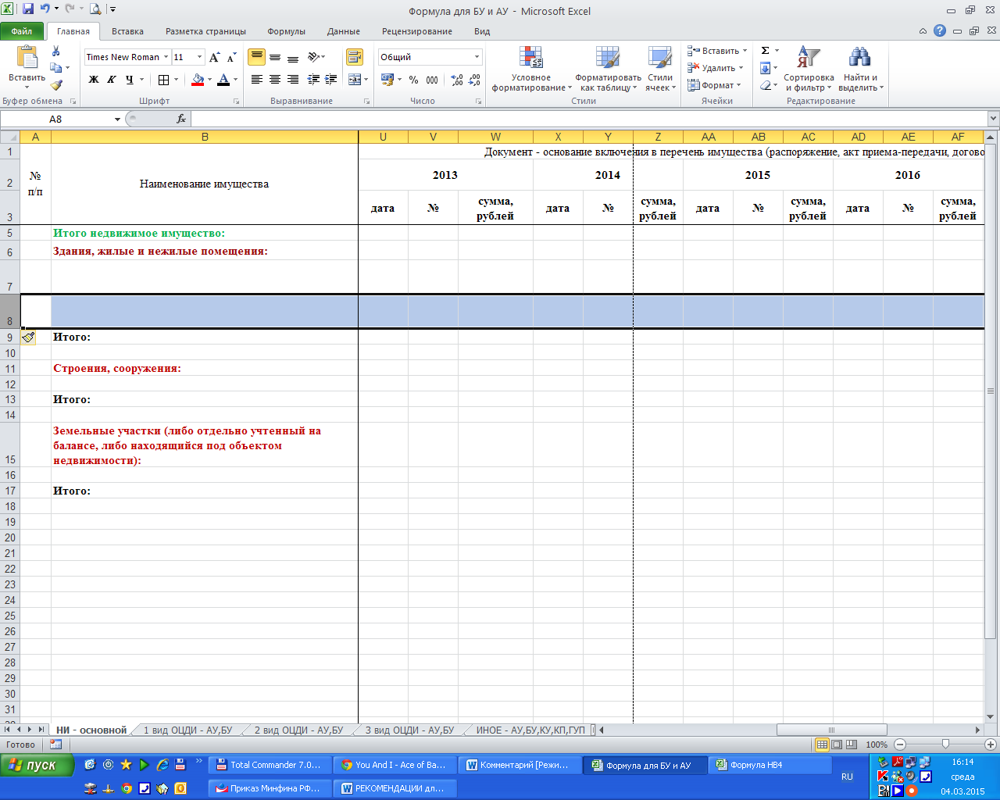 Формула для БУ и АУ - Microsoft Excel
Файл Главная Вставка Разметка страницы Формулы Данные Рецензирование Вид
Вставить
Буфер обмена
Times New Roman 11
Ж К Ч
Шрифт
Выравнивание
Общий
% 000
Число
Условное форматирование
Форматировать как таблицу
Стили ячеек
Стили
Вставить
Удалить
Формат
Ячейки
Сортировка и фильтр
Найти и выделить
Редактирование
A8 fx
A B U V W X Y Z AA AB AC AD AE AF
1 Документ - основание включения в перечень имущества (распоряжение, акт приема-передачи, догово
№ п/п Наименование имущества
2 2013 2014 2015 2016
3 дата № сумма, рублей дата № сумма, рублей дата № сумма, рублей дата № сумма, рублей
5 Итого недвижимое имущество:
6 Здания, жилые и нежилые помещения:
7
8
9 Итого:
10
11 Строения, сооружения:
12
13 Итого:
14
15 Земельные участки (либо отдельно учтенный на
балансе, либо находящийся под объектом
недвижимости):
16
17 Итого:
18
19
20
21
22
23
24
25
26
27
28
29
30
31
НИ - основной 1 вид ОЦДИ - АУ,БУ 2 вид ОЦДИ - АУ,БУ 3 вид ОЦДИ - АУ,БУ ИНОЕ - АУ,БУ,КУ,КП,ГУП
Готово 100%
пуск Total Commander 7.0... You And I - Ace of Ba... Комментарий [Режи... Формула для БУ и АУ Формула НВ4 16:14
RU среда
Приказ Минфина РФ... РЕКОМЕНДАЦИИ дл... 04.03.2015